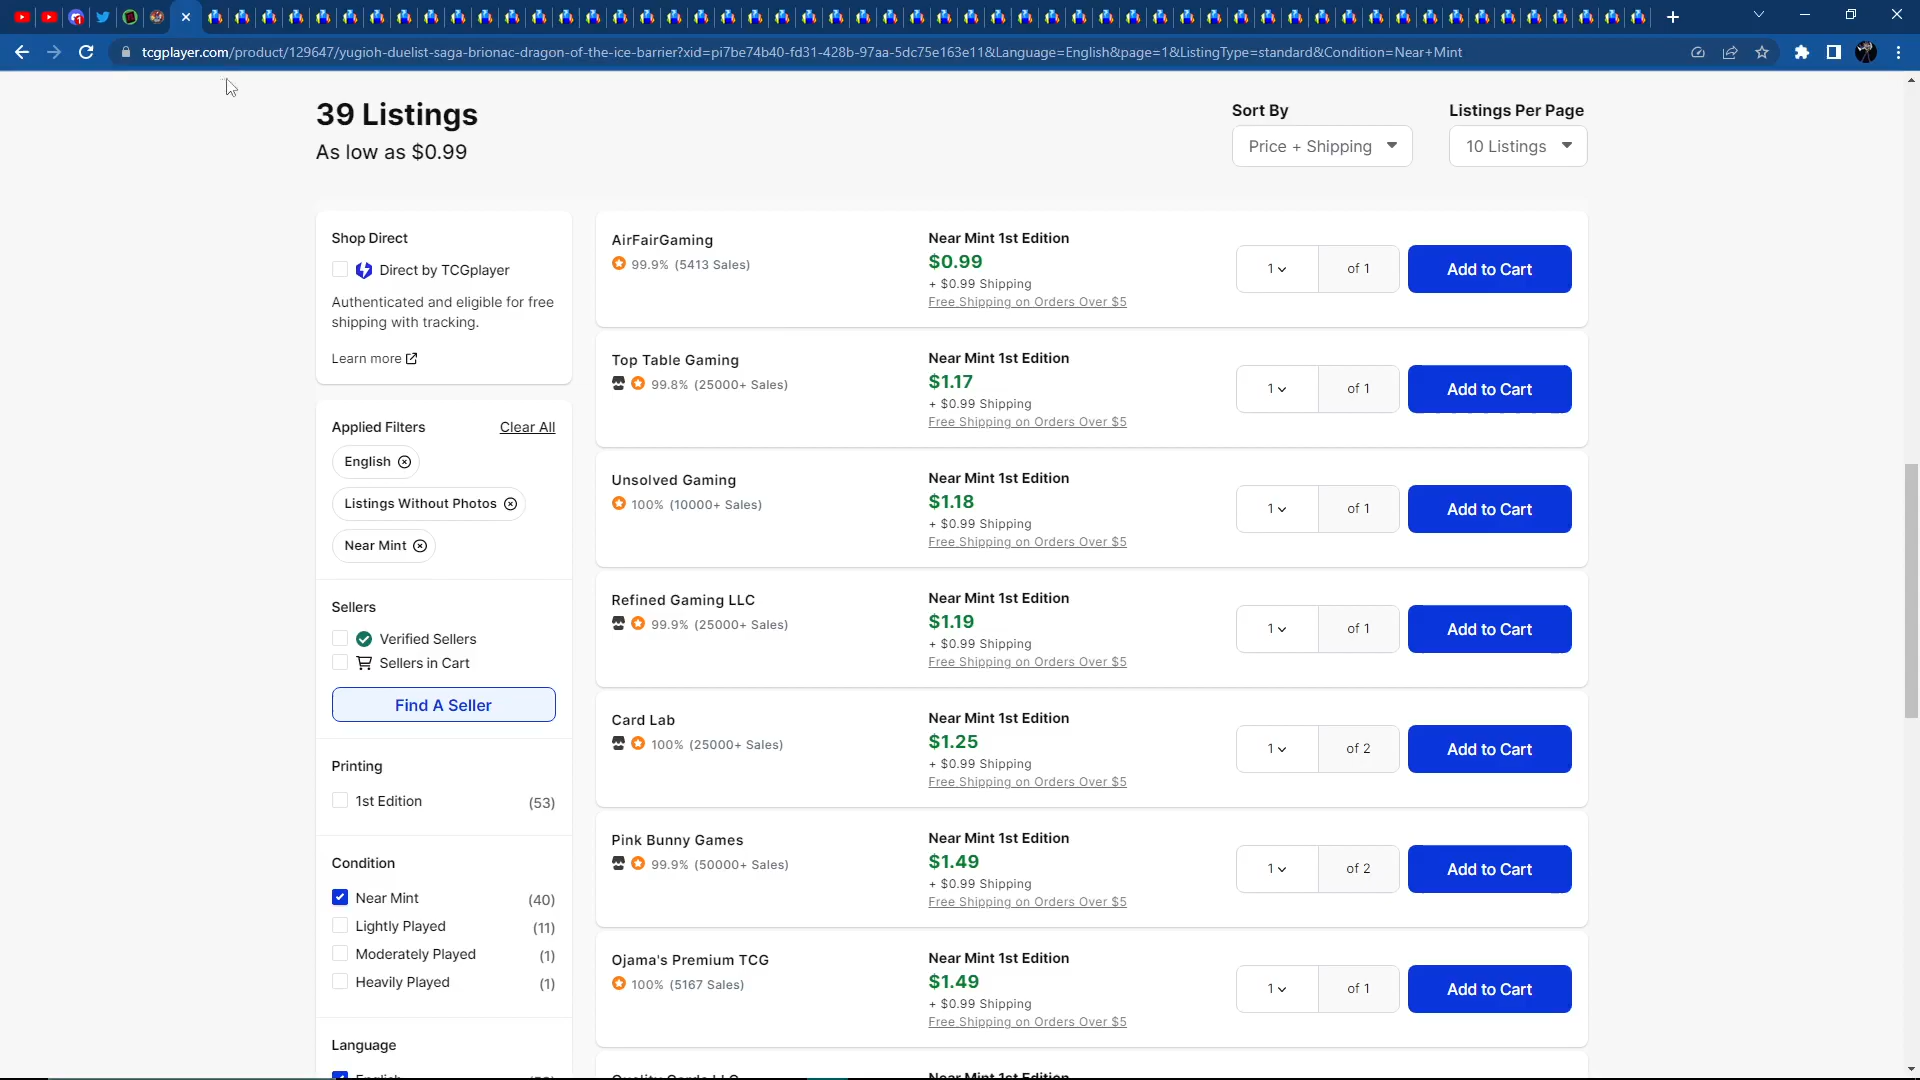 tcgplayer.com/product/129647/yugioh-duelist-saga-brionac-dragon-of-the-ice-barrier?xid=pi7be74b40-fd31-428b-97aa-5dc75e163e11&Language=English&page=1&ListingType=standard&Condition=Near+Mint
39 Listings
As low as $0.99
Sort By
Price + Shipping
Listings Per Page
10 Listings
Shop Direct
Direct by TCGplayer
Authenticated and eligible for free
shipping with tracking.
Learn more
Applied Filters
Clear All
English
Listings Without Photos
Near Mint
Sellers
Verified Sellers
Sellers in Cart
Find A Seller
Printing
1st Edition (53)
Condition
Near Mint (40)
Lightly Played (11)
Moderately Played (1)
Heavily Played (1)
Language
English
AirFairGaming
99.9% (5413 Sales)
Near Mint 1st Edition
$0.99
+ $0.99 Shipping
Free Shipping on Orders Over $5
1 of 1
Add to Cart
Top Table Gaming
99.8% (25000+ Sales)
Near Mint 1st Edition
$1.17
+ $0.99 Shipping
Free Shipping on Orders Over $5
1 of 1
Add to Cart
Unsolved Gaming
100% (10000+ Sales)
Near Mint 1st Edition
$1.18
+ $0.99 Shipping
Free Shipping on Orders Over $5
1 of 1
Add to Cart
Refined Gaming LLC
99.9% (25000+ Sales)
Near Mint 1st Edition
$1.19
+ $0.99 Shipping
Free Shipping on Orders Over $5
1 of 1
Add to Cart
Card Lab
100% (25000+ Sales)
Near Mint 1st Edition
$1.25
+ $0.99 Shipping
Free Shipping on Orders Over $5
1 of 2
Add to Cart
Pink Bunny Games
99.9% (50000+ Sales)
Near Mint 1st Edition
$1.49
+ $0.99 Shipping
Free Shipping on Orders Over $5
1 of 2
Add to Cart
Ojama's Premium TCG
100% (5167 Sales)
Near Mint 1st Edition
$1.49
+ $0.99 Shipping
Free Shipping on Orders Over $5
1 of 1
Add to Cart
Quality Cards LLC
Near Mint 1st Edition